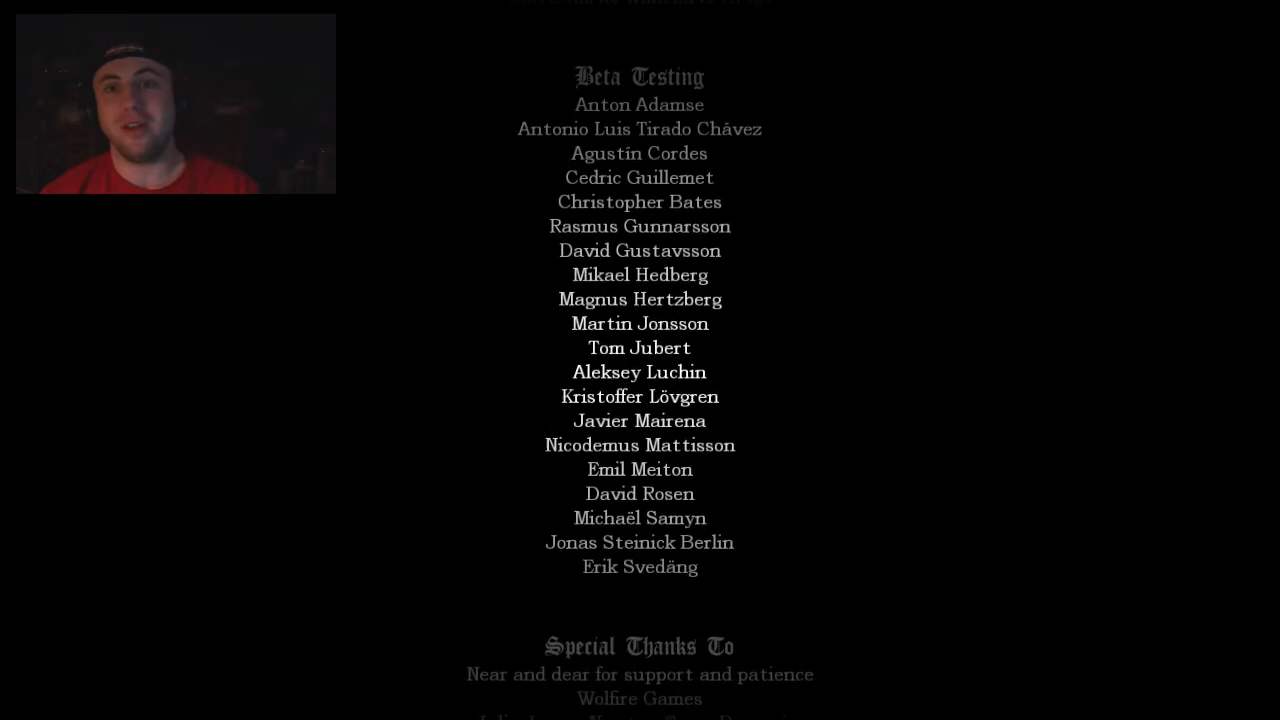 Beta Testing
Anton Adamse
Antonio Luis Tirado Chávez
Agustín Cordes
Cedric Guillemet
Christopher Bates
Rasmus Gunnarsson
David Gustavsson
Mikael Hedberg
Magnus Hertzberg
Martin Jonsson
Tom Jubert
Aleksey Luchin
Kristoffer Lövgren
Javier Mairena
Nicodemus Mattisson
Emil Meiton
David Rosen
Michaël Samyn
Jonas Steinick Berlin
Erik Svedäng
Special Thanks To
Near and dear for support and patience
Wolfire Games